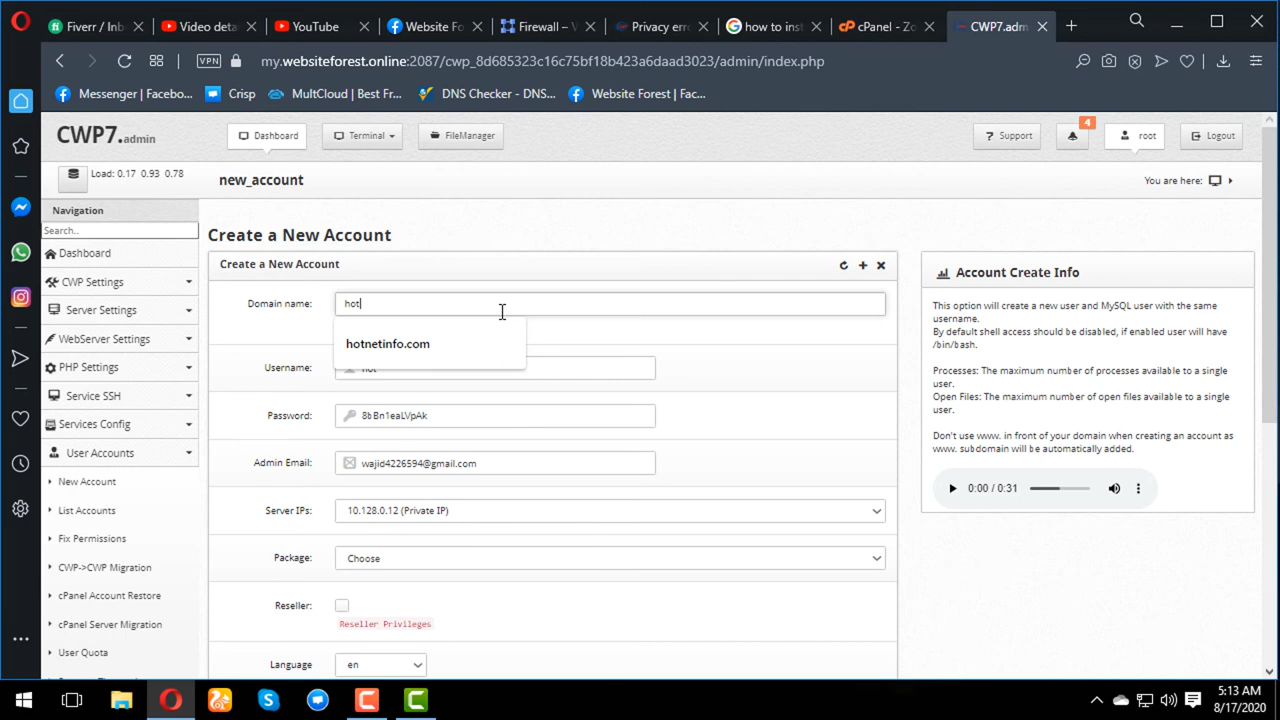 Fiverr / Inb
Video deta
YouTube
Website Fo
Firewall – V
Privacy erro
how to inst
cPanel - Zo
CWP7.adm
VPN
my.websiteforest.online:2087/cwp_8d685323c16c75bf18b423a6daad3023/admin/index.php
Messenger | Facebo...
Crisp
MultCloud | Best Fr...
DNS Checker - DNS...
Website Forest | Fac...
CWP7.admin
Dashboard
Terminal
FileManager
Support
4
root
Logout
Load: 0.17 0.93 0.78
new_account
You are here:
Navigation
Search..
Dashboard
CWP Settings
Server Settings
WebServer Settings
PHP Settings
Service SSH
Services Config
User Accounts
New Account
List Accounts
Fix Permissions
CWP->CWP Migration
cPanel Account Restore
cPanel Server Migration
User Quota
Create a New Account
Create a New Account
Domain name:
hot
hotnetinfo.com
Username:
hot
Password:
8bBn1eaLVpAk
Admin Email:
wajid4226594@gmail.com
Server IPs:
10.128.0.12 (Private IP)
Package:
Choose
Reseller:
Reseller Privileges
Language
en
Account Create Info
This option will create a new user and MySQL user with the same
username.
By default shell access should be disabled, if enabled user will have
/bin/bash.
Processes: The maximum number of processes available to a single
user.
Open Files: The maximum number of open files available to a single
user.
Don't use www. in front of your domain when creating an account as
www. subdomain will be automatically added.
0:00 / 0:31
5:13 AM
8/17/2020